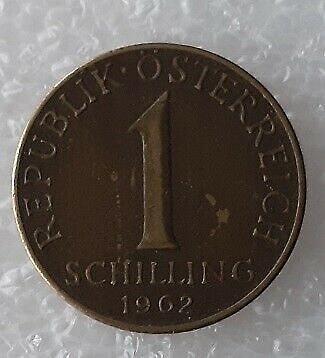 REPUBLIK · ÖSTERREICH
1
SCHILLING
1962